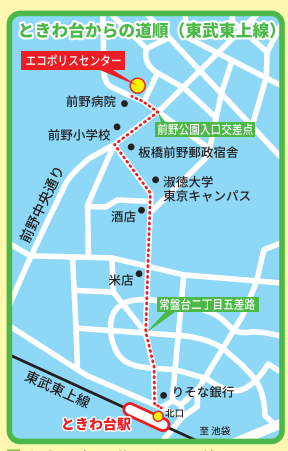 ときわ台からの道順（東武東上線）
エコポリスセンター
前野病院
前野公園入口交差点
前野小学校
板橋前野郵政宿舎
淑徳大学
東京キャンパス
前野中央通り
酒店
米店
常盤台二丁目五差路
東武東上線
りそな銀行
北口
ときわ台駅
至 池袋